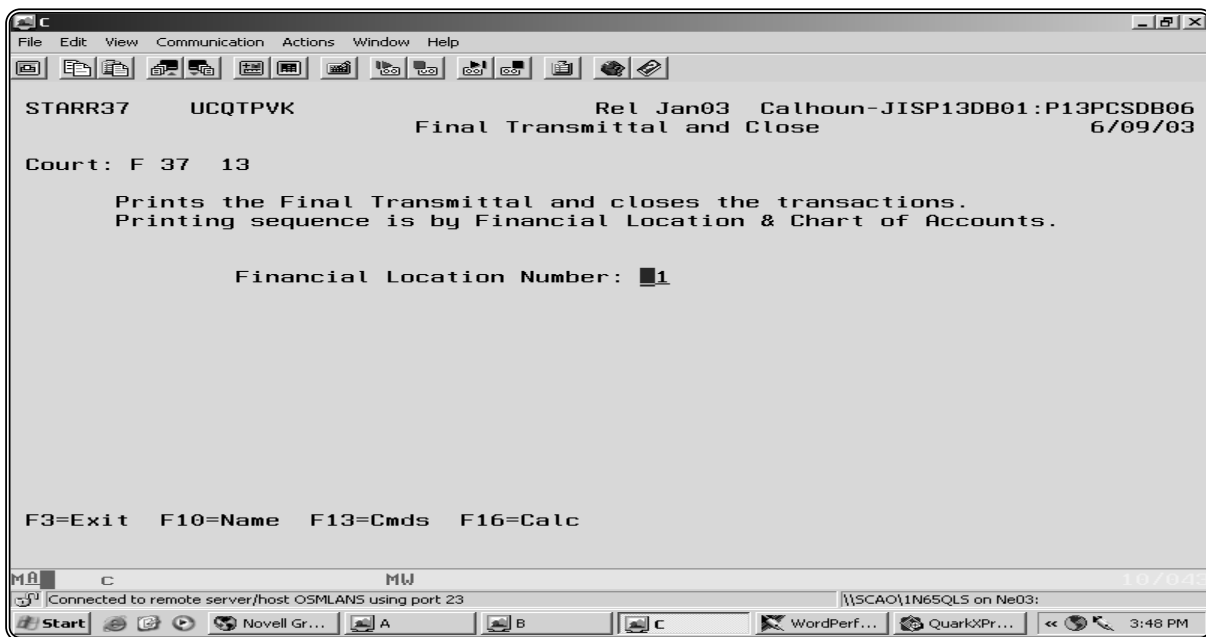 C
File Edit View Communication Actions Window Help
STARR37 UCQTPVK Rel Jan03 Calhoun-JISP13DB01:P13PCSDB06
Final Transmittal and Close 6/09/03
Court: F 37 13
Prints the Final Transmittal and closes the transactions.
Printing sequence is by Financial Location & Chart of Accounts.
Financial Location Number: 1
F3=Exit F10=Name F13=Cmds F16=Calc
MA C MW 10/043
Connected to remote server/host OSMLANS using port 23 \\SCAO\1N65QLS on Ne03:
Start Novell Gr... A B C WordPerf... QuarkXPr... « 3:48 PM